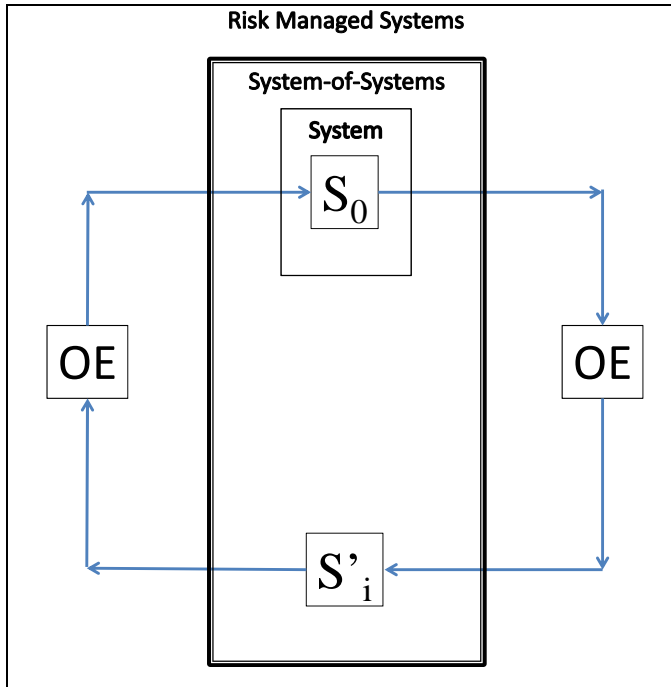 Risk Managed Systems
System-of-Systems
System
S₀
OE
OE
S’ᵢ